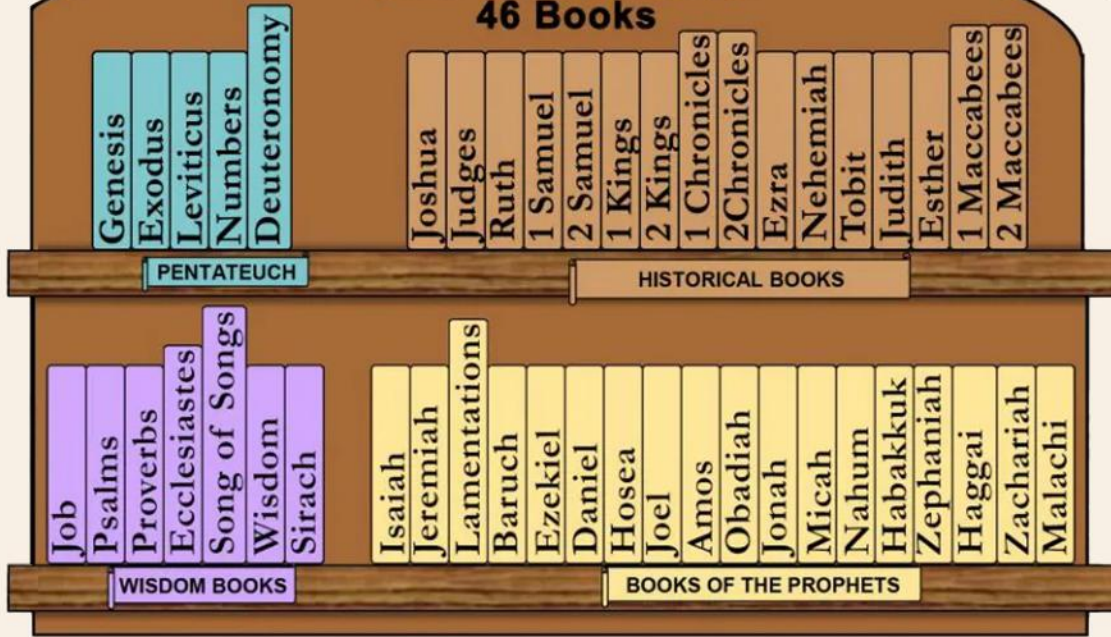 46 Books
Genesis
Exodus
Leviticus
Numbers
Deuteronomy
Joshua
Judges
Ruth
1 Samuel
2 Samuel
1 Kings
2 Kings
1 Chronicles
2Chronicles
Ezra
Nehemiah
Tobit
Judith
Esther
1 Maccabees
2 Maccabees
PENTATEUCH
HISTORICAL BOOKS
Job
Psalms
Proverbs
Ecclesiastes
Song of Songs
Wisdom
Sirach
Isaiah
Jeremiah
Lamentations
Baruch
Ezekiel
Daniel
Hosea
Joel
Amos
Obadiah
Jonah
Micah
Nahum
Habakkuk
Zephaniah
Haggai
Zachariah
Malachi
WISDOM BOOKS
BOOKS OF THE PROPHETS